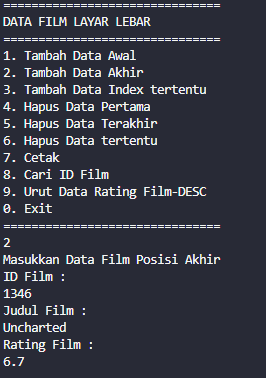 ===============================
DATA FILM LAYAR LEBAR
===============================
1. Tambah Data Awal
2. Tambah Data Akhir
3. Tambah Data Index tertentu
4. Hapus Data Pertama
5. Hapus Data Terakhir
6. Hapus Data tertentu
7. Cetak
8. Cari ID Film
9. Urut Data Rating Film-DESC
0. Exit
===============================
2
Masukkan Data Film Posisi Akhir
ID Film :
1346
Judul Film :
Uncharted
Rating Film :
6.7